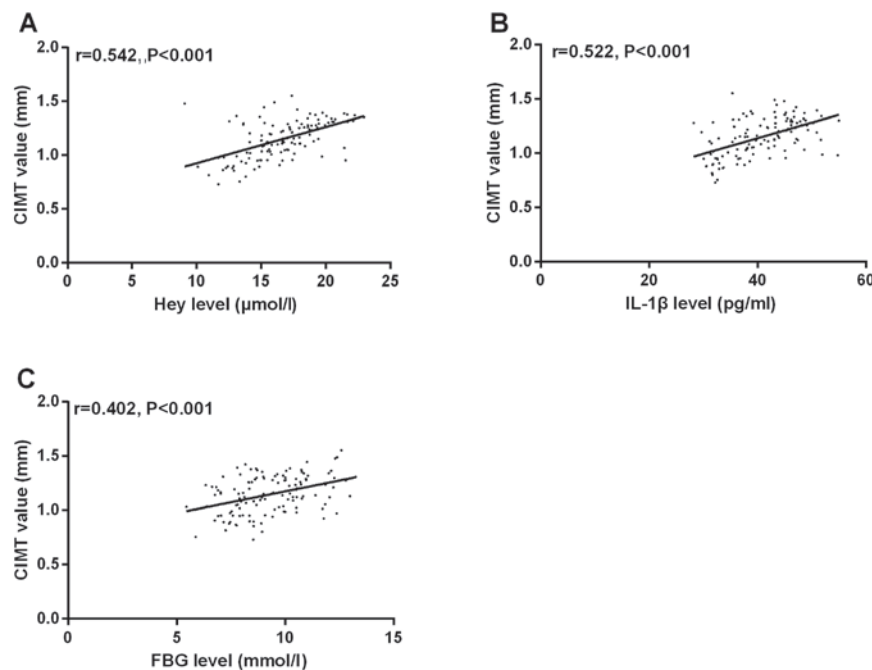 A
r=0.542,,P<0.001
CIMT value (mm)
2.0
1.5
1.0
0.5
0.0
0 5 10 15 20 25
Hey level (μmol/l)
B
r=0.522, P<0.001
CIMT value (mm)
2.0
1.5
1.0
0.5
0.0
0 20 40 60
IL-1β level (pg/ml)
C
r=0.402, P<0.001
CIMT value (mm)
2.0
1.5
1.0
0.5
0.0
0 5 10 15
FBG level (mmol/l)